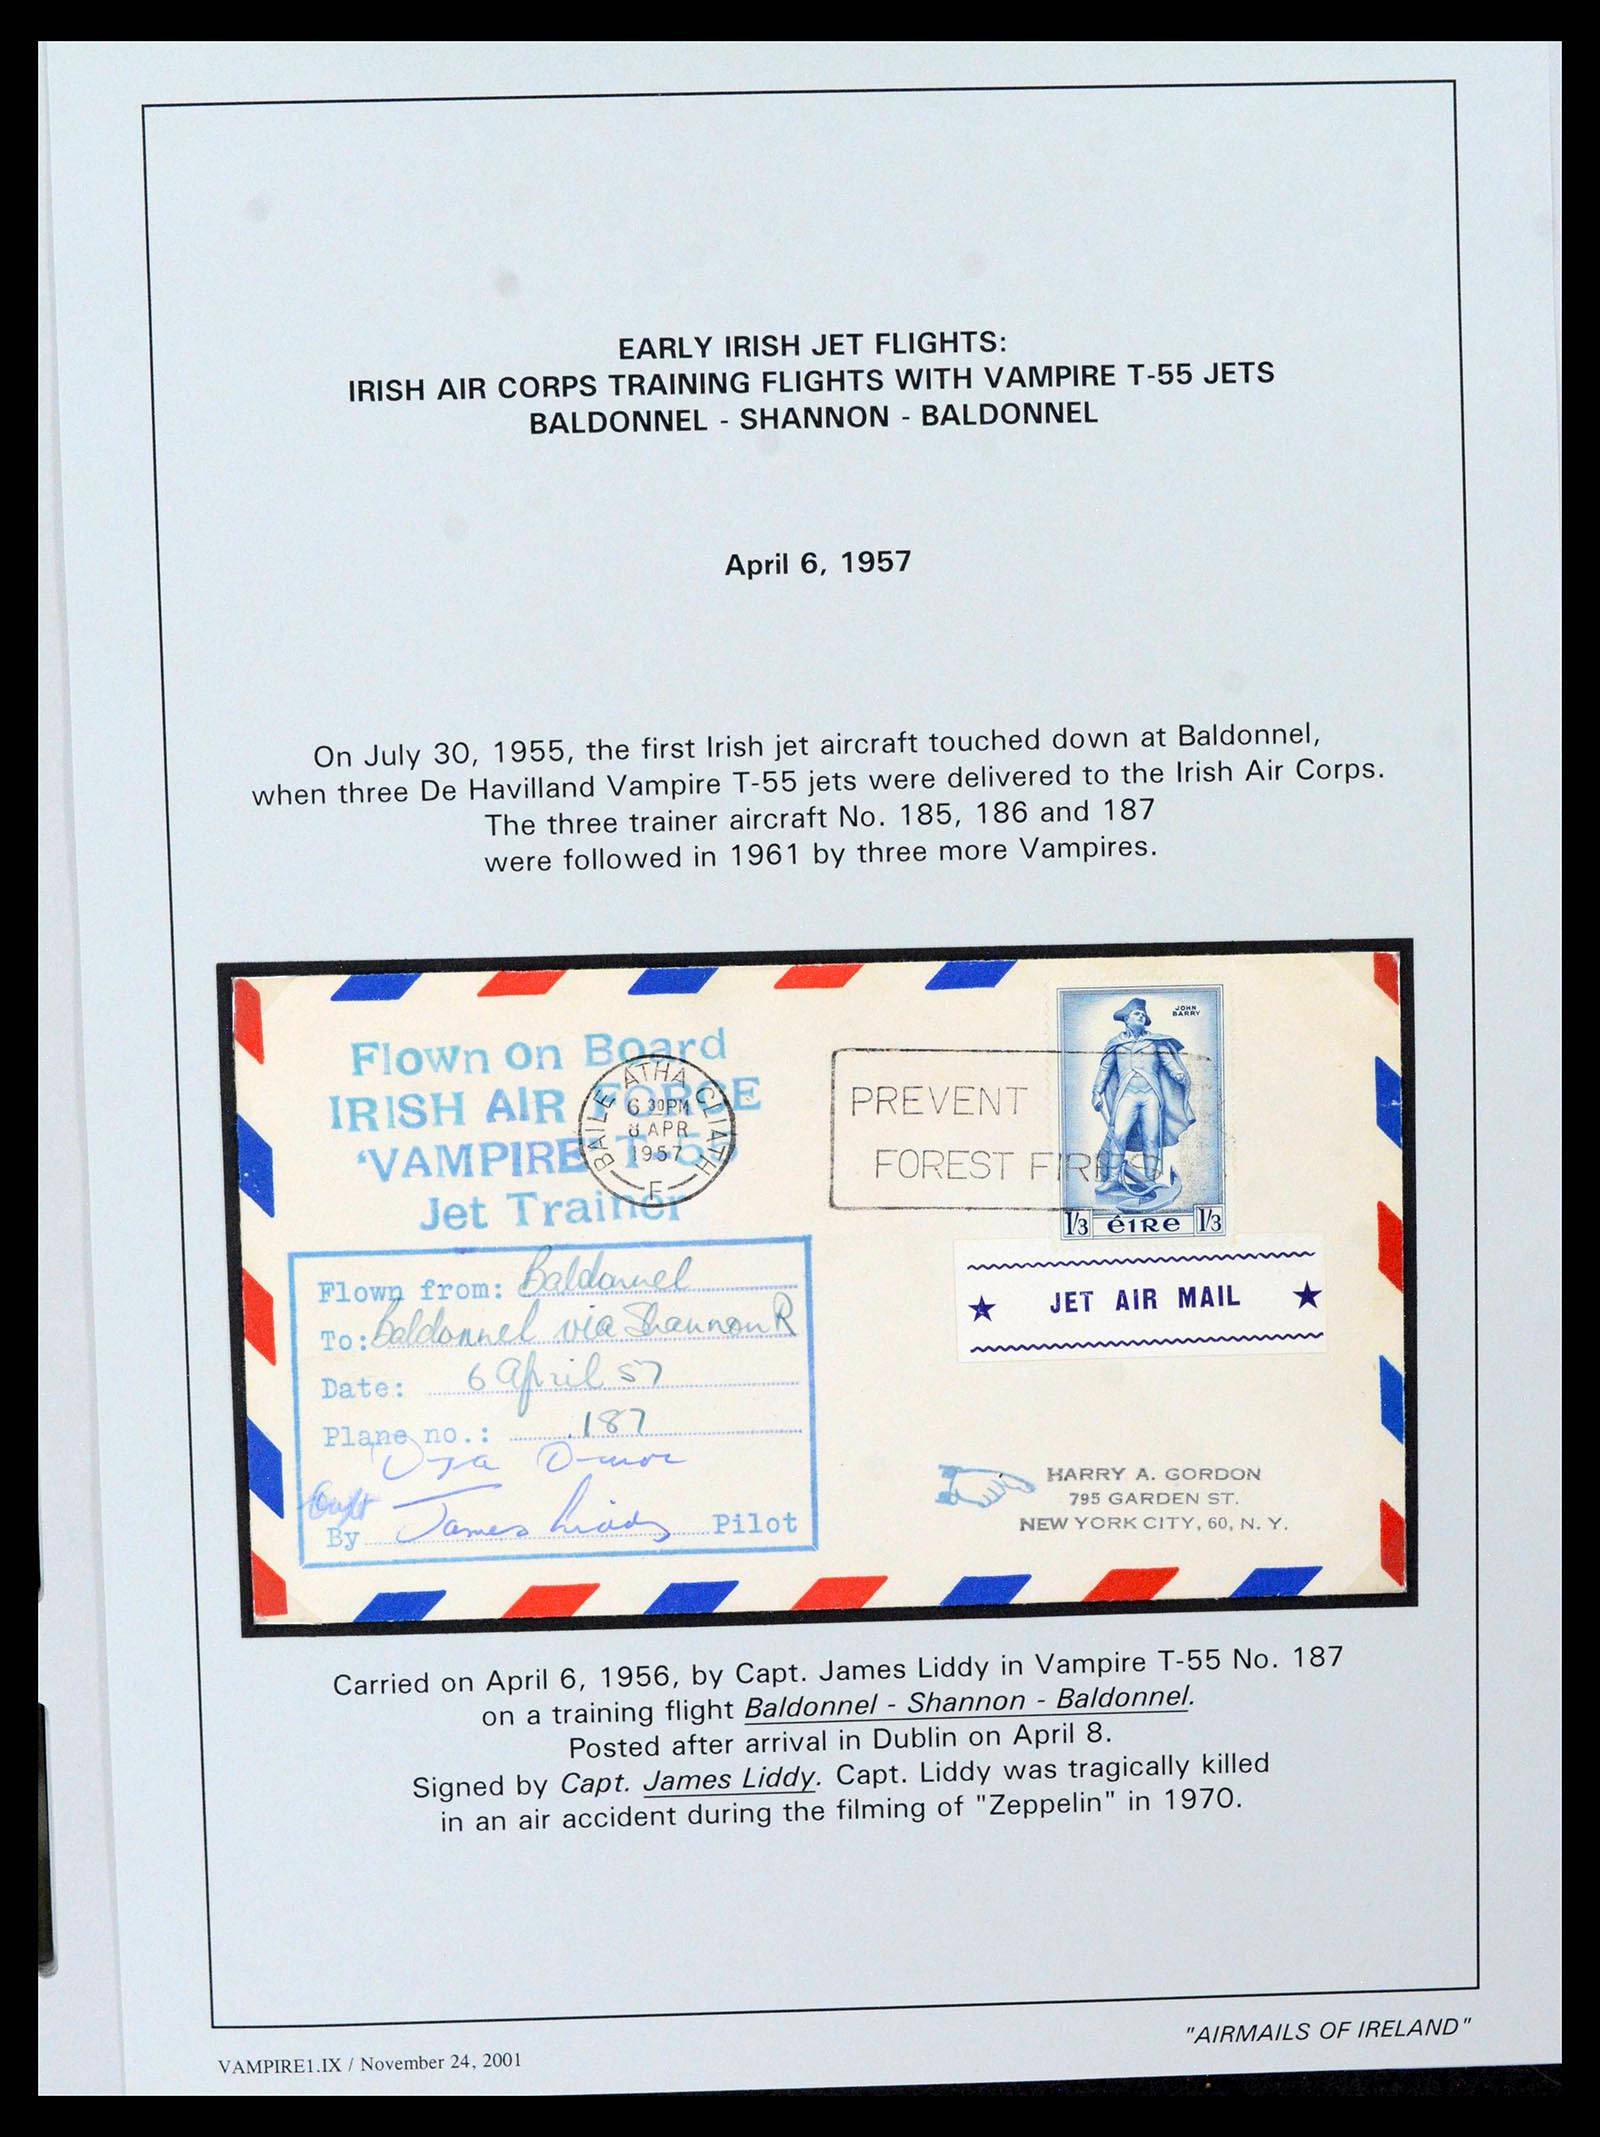 EARLY IRISH JET FLIGHTS:
IRISH AIR CORPS TRAINING FLIGHTS WITH VAMPIRE T-55 JETS
BALDONNEL - SHANNON - BALDONNEL
April 6, 1957
On July 30, 1955, the first Irish jet aircraft touched down at Baldonnel,
when three De Havilland Vampire T-55 jets were delivered to the Irish Air Corps.
The three trainer aircraft No. 185, 186 and 187
were followed in 1961 by three more Vampires.
Flown on Board
IRISH AIR FORCE
'VAMPIRE' T-55
Jet Trainer
BAILE ATHA CLIATH
6 30PM
8 APR
1957
F
PREVENT
FOREST FIRES
JOHN
BARRY
1/3 éIRe 1/3
JET AIR MAIL
Flown from: Baldonnel
To: Baldonnel via Shannon R
Date: 6 April 57
Plane no.: 187
Capt
By James Liddy Pilot
HARRY A. GORDON
795 GARDEN ST.
NEW YORK CITY, 60, N. Y.
Carried on April 6, 1956, by Capt. James Liddy in Vampire T-55 No. 187
on a training flight Baldonnel - Shannon - Baldonnel.
Posted after arrival in Dublin on April 8.
Signed by Capt. James Liddy. Capt. Liddy was tragically killed
in an air accident during the filming of "Zeppelin" in 1970.
"AIRMAILS OF IRELAND"
VAMPIRE1.IX / November 24, 2001